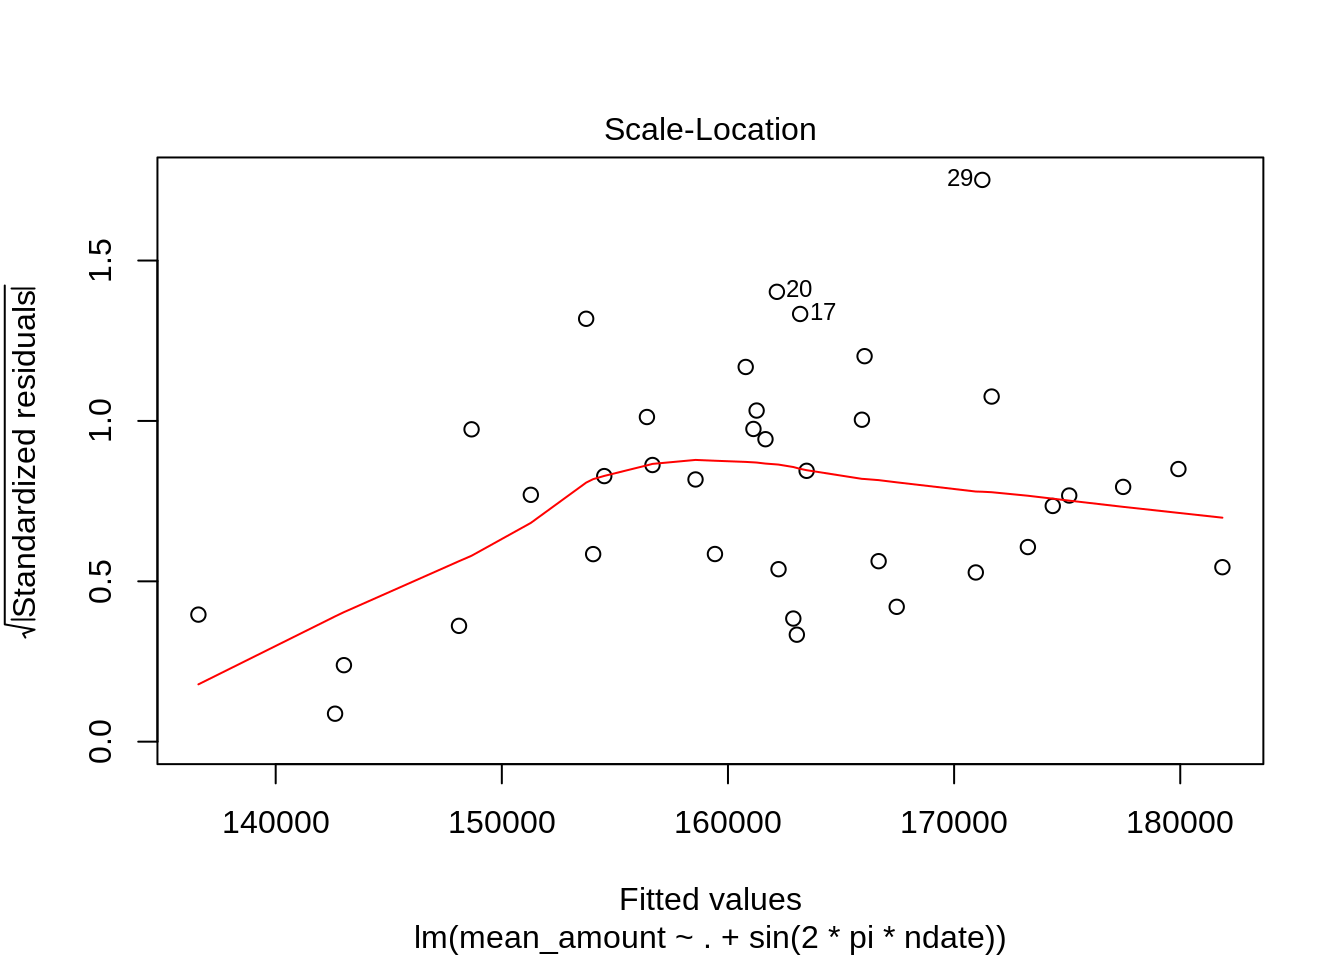 Scale-Location
√|Standardized residuals|
0.0 0.5 1.0 1.5
29
20
17
140000 150000 160000 170000 180000
Fitted values
lm(mean_amount ~ . + sin(2 * pi * ndate))